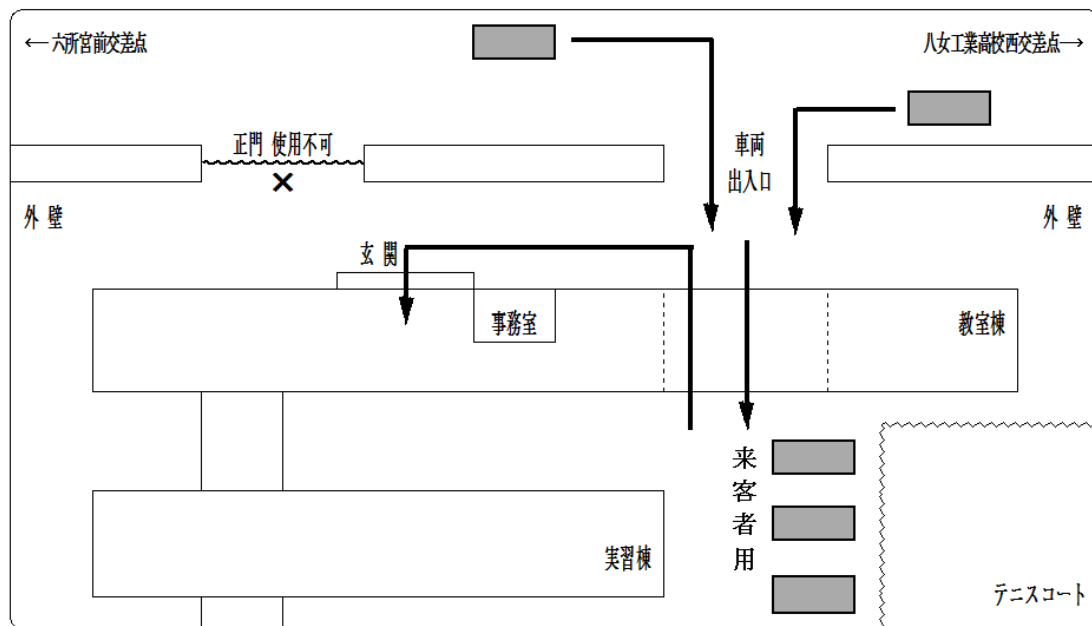 ←六所宮前交差点
八女工業高校西交差点→
正門 使用不可
車両
出入口
外 壁
外 壁
玄 関
事務室
教室棟
来客者用
実習棟
テニスコート